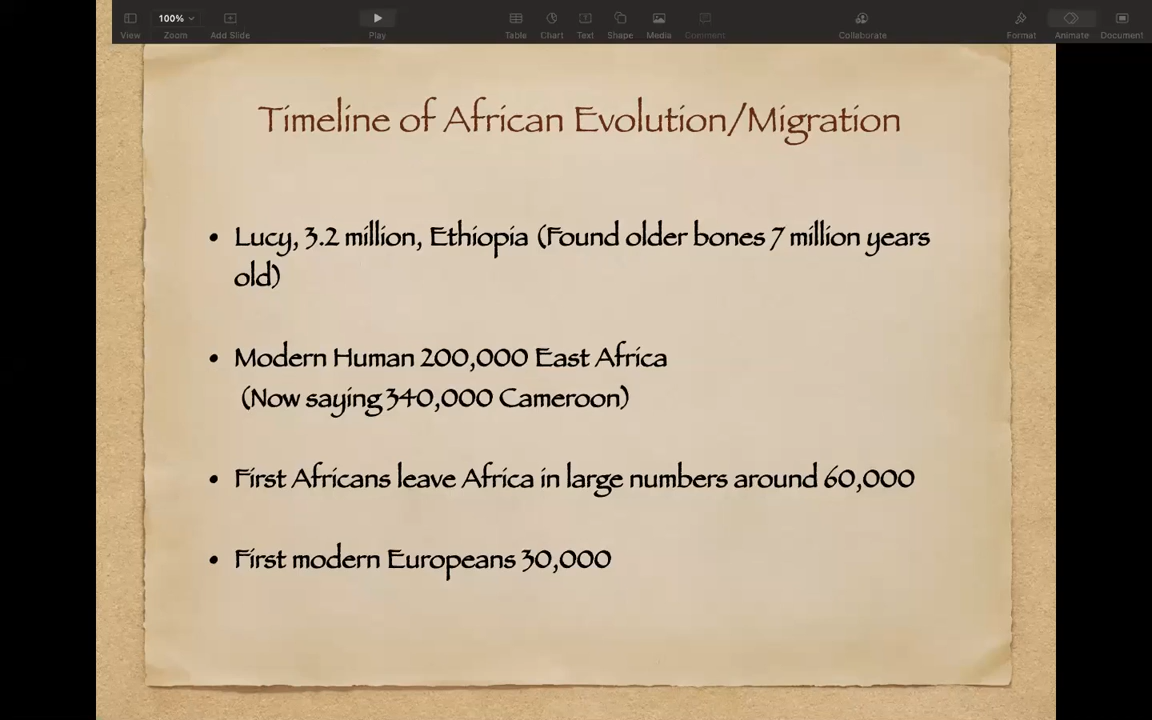 View
100%
Zoom
Add Slide
Play
Table
Chart
Text
Shape
Media
Comment
Collaborate
Format
Animate
Document
Timeline of African Evolution/Migration
• Lucy, 3.2 million, Ethiopia (Found older bones 7 million years
old)
• Modern Human 200,000 East Africa
(Now saying 340,000 Cameroon)
• First Africans leave Africa in large numbers around 60,000
• First modern Europeans 30,000